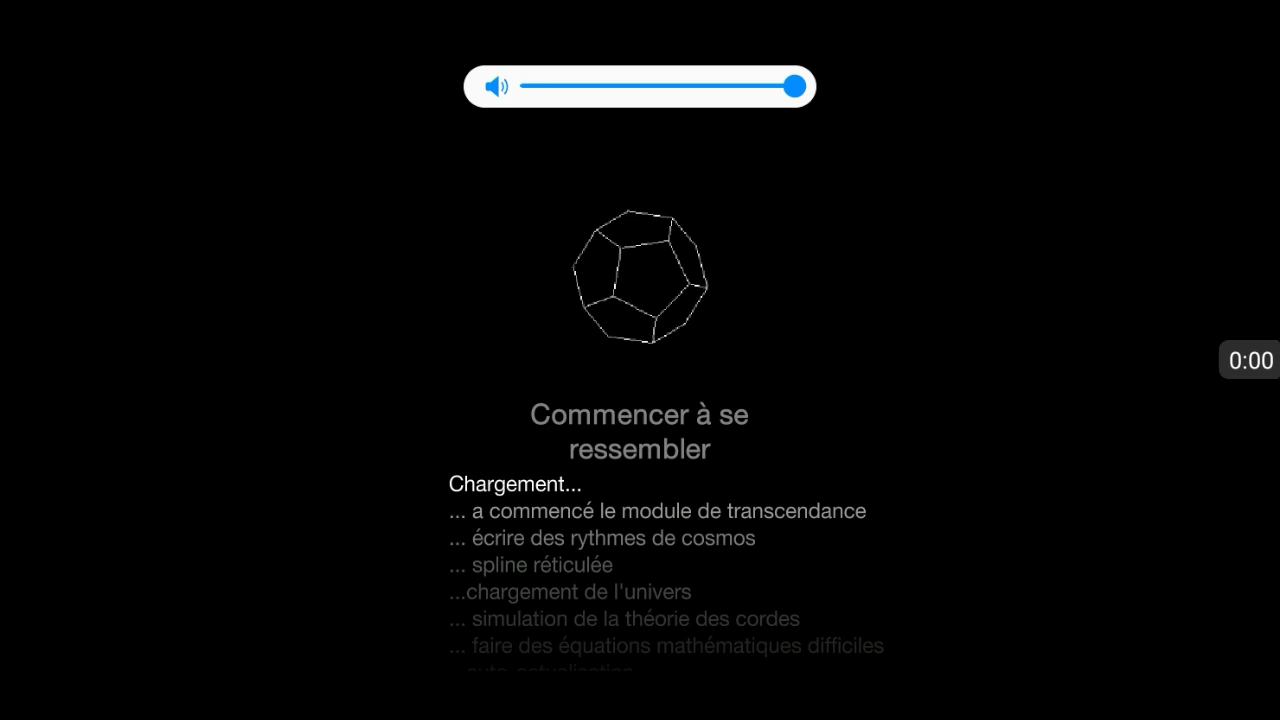 0:00
Commencer à se
ressembler
Chargement...
... a commencé le module de transcendance
... écrire des rythmes de cosmos
... spline réticulée
...chargement de l'univers
... simulation de la théorie des cordes
... faire des équations mathématiques difficiles